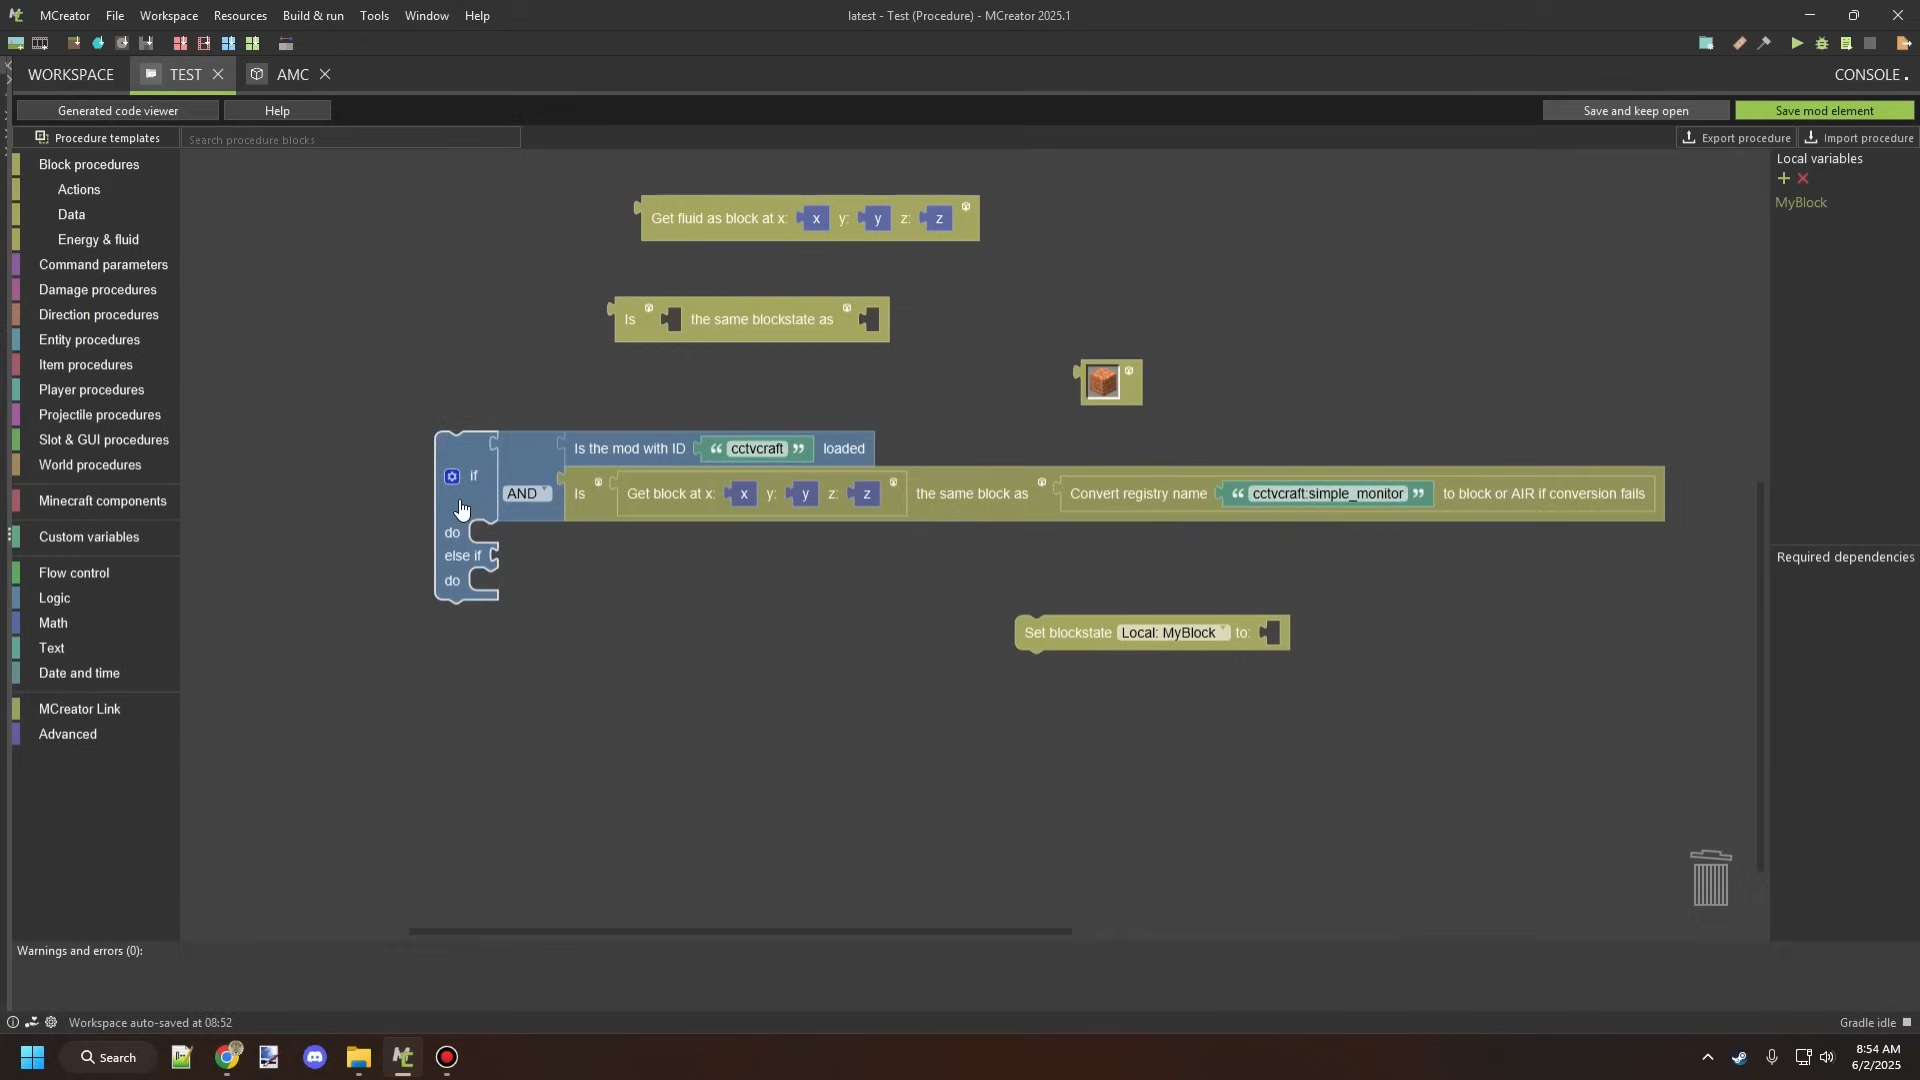 MCreator File Workspace Resources Build & run Tools Window Help
latest - Test (Procedure) - MCreator 2025.1
WORKSPACE
TEST
AMC
CONSOLE
Generated code viewer
Help
Save and keep open
Save mod element
Procedure templates
Search procedure blocks
Export procedure
Import procedure
Block procedures
Actions
Data
Energy & fluid
Command parameters
Damage procedures
Direction procedures
Entity procedures
Item procedures
Player procedures
Projectile procedures
Slot & GUI procedures
World procedures
Minecraft components
Custom variables
Flow control
Logic
Math
Text
Date and time
MCreator Link
Advanced
Get fluid as block at x: x y: y z: z
Is the same blockstate as
if
AND
Is the mod with ID “ cctvcraft ” loaded
Is Get block at x: x y: y z: z the same block as Convert registry name “ cctvcraft:simple_monitor ” to block or AIR if conversion fails
do
else if
do
Set blockstate Local: MyBlock to:
Local variables
MyBlock
Required dependencies
Warnings and errors (0):
Workspace auto-saved at 08:52
Gradle idle
Search
8:54 AM
6/2/2025